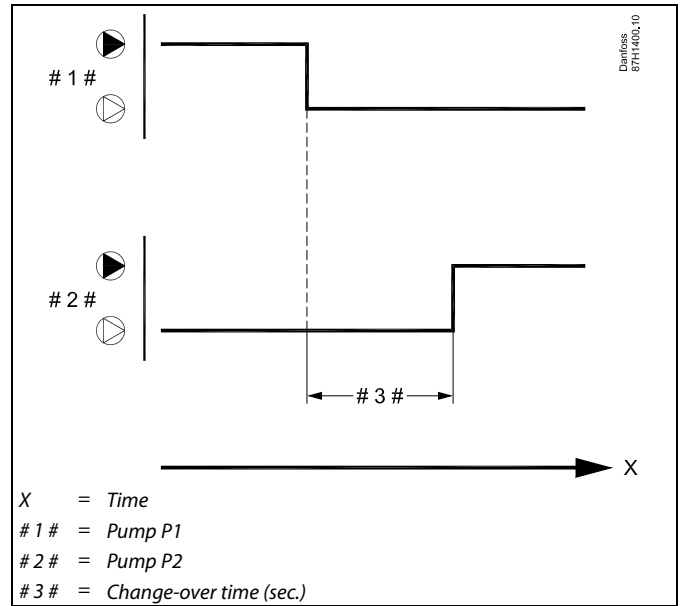 Danfoss
87H1400.10
# 1 #
# 2 #
# 3 #
X
X = Time
# 1 # = Pump P1
# 2 # = Pump P2
# 3 # = Change-over time (sec.)